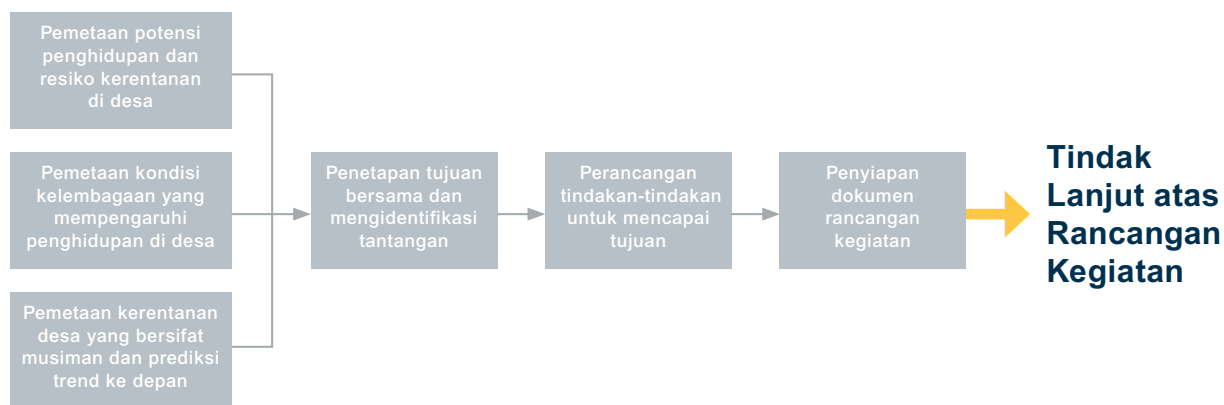 Pemetaan potensi
penghidupan dan
resiko kerentanan
di desa
Pemetaan kondisi
kelembagaan yang
mempengaruhi
penghidupan di desa
Pemetaan kerentanan
desa yang bersifat
musiman dan prediksi
trend ke depan
Penetapan tujuan
bersama dan
mengidentifikasi
tantangan
Perancangan
tindakan-tindakan
untuk mencapai
tujuan
Penyiapan
dokumen
rancangan
kegiatan
Tindak
Lanjut atas
Rancangan
Kegiatan